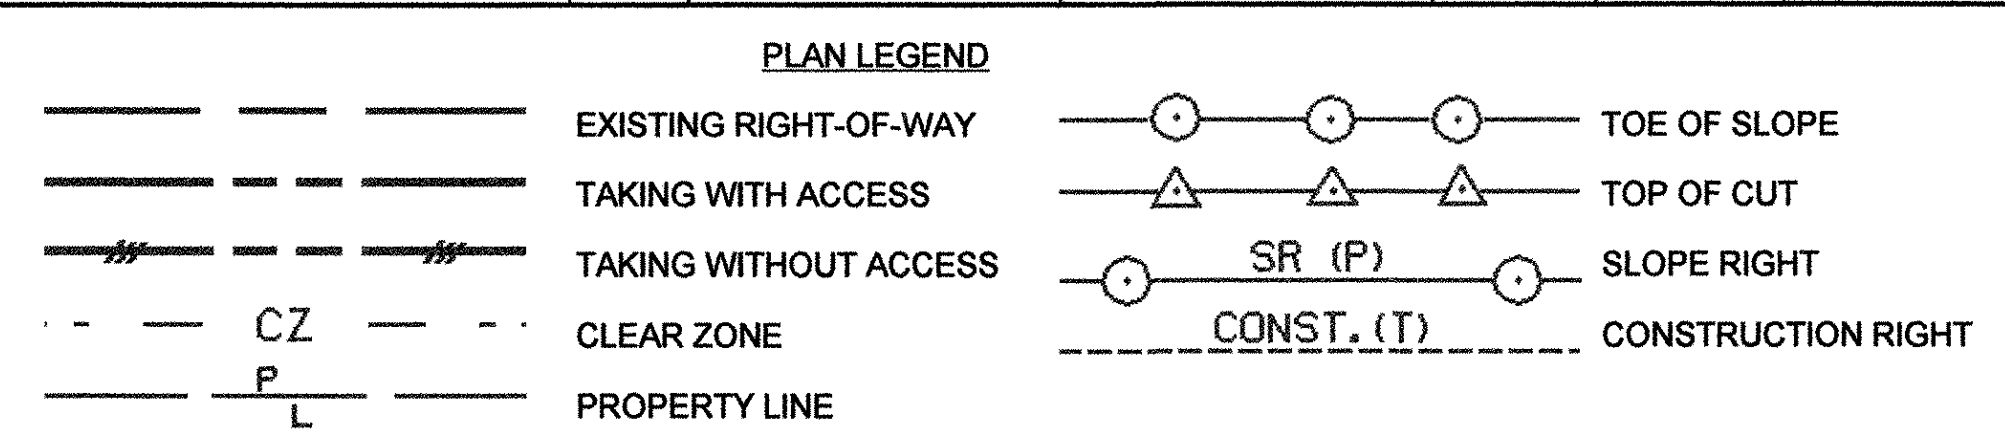 PLAN LEGEND
EXISTING RIGHT-OF-WAY
TAKING WITH ACCESS
TAKING WITHOUT ACCESS
CZ
CLEAR ZONE
P
L
PROPERTY LINE
TOE OF SLOPE
TOP OF CUT
SR (P)
SLOPE RIGHT
CONST.(T)
CONSTRUCTION RIGHT